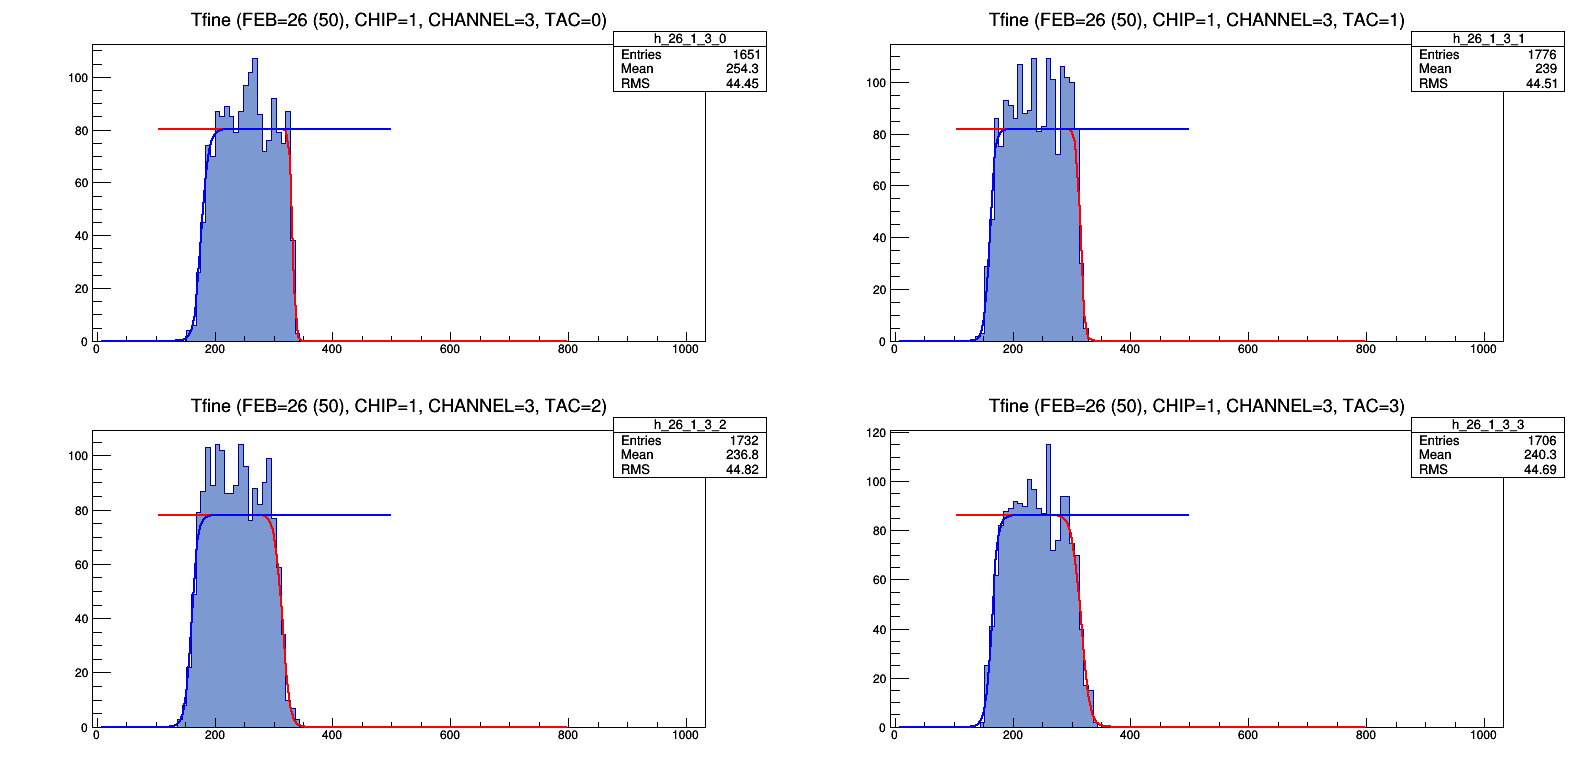 Tfine (FEB=26 (50), CHIP=1, CHANNEL=3, TAC=0)
h_26_1_3_0
Entries 1651
Mean 254.3
RMS 44.45
100
80
60
40
20
0
0 200 400 600 800 1000
Tfine (FEB=26 (50), CHIP=1, CHANNEL=3, TAC=1)
h_26_1_3_1
Entries 1776
Mean 239
RMS 44.51
100
80
60
40
20
0
0 200 400 600 800 1000
Tfine (FEB=26 (50), CHIP=1, CHANNEL=3, TAC=2)
h_26_1_3_2
Entries 1732
Mean 236.8
RMS 44.82
100
80
60
40
20
0
0 200 400 600 800 1000
Tfine (FEB=26 (50), CHIP=1, CHANNEL=3, TAC=3)
h_26_1_3_3
Entries 1706
Mean 240.3
RMS 44.69
120
100
80
60
40
20
0
0 200 400 600 800 1000